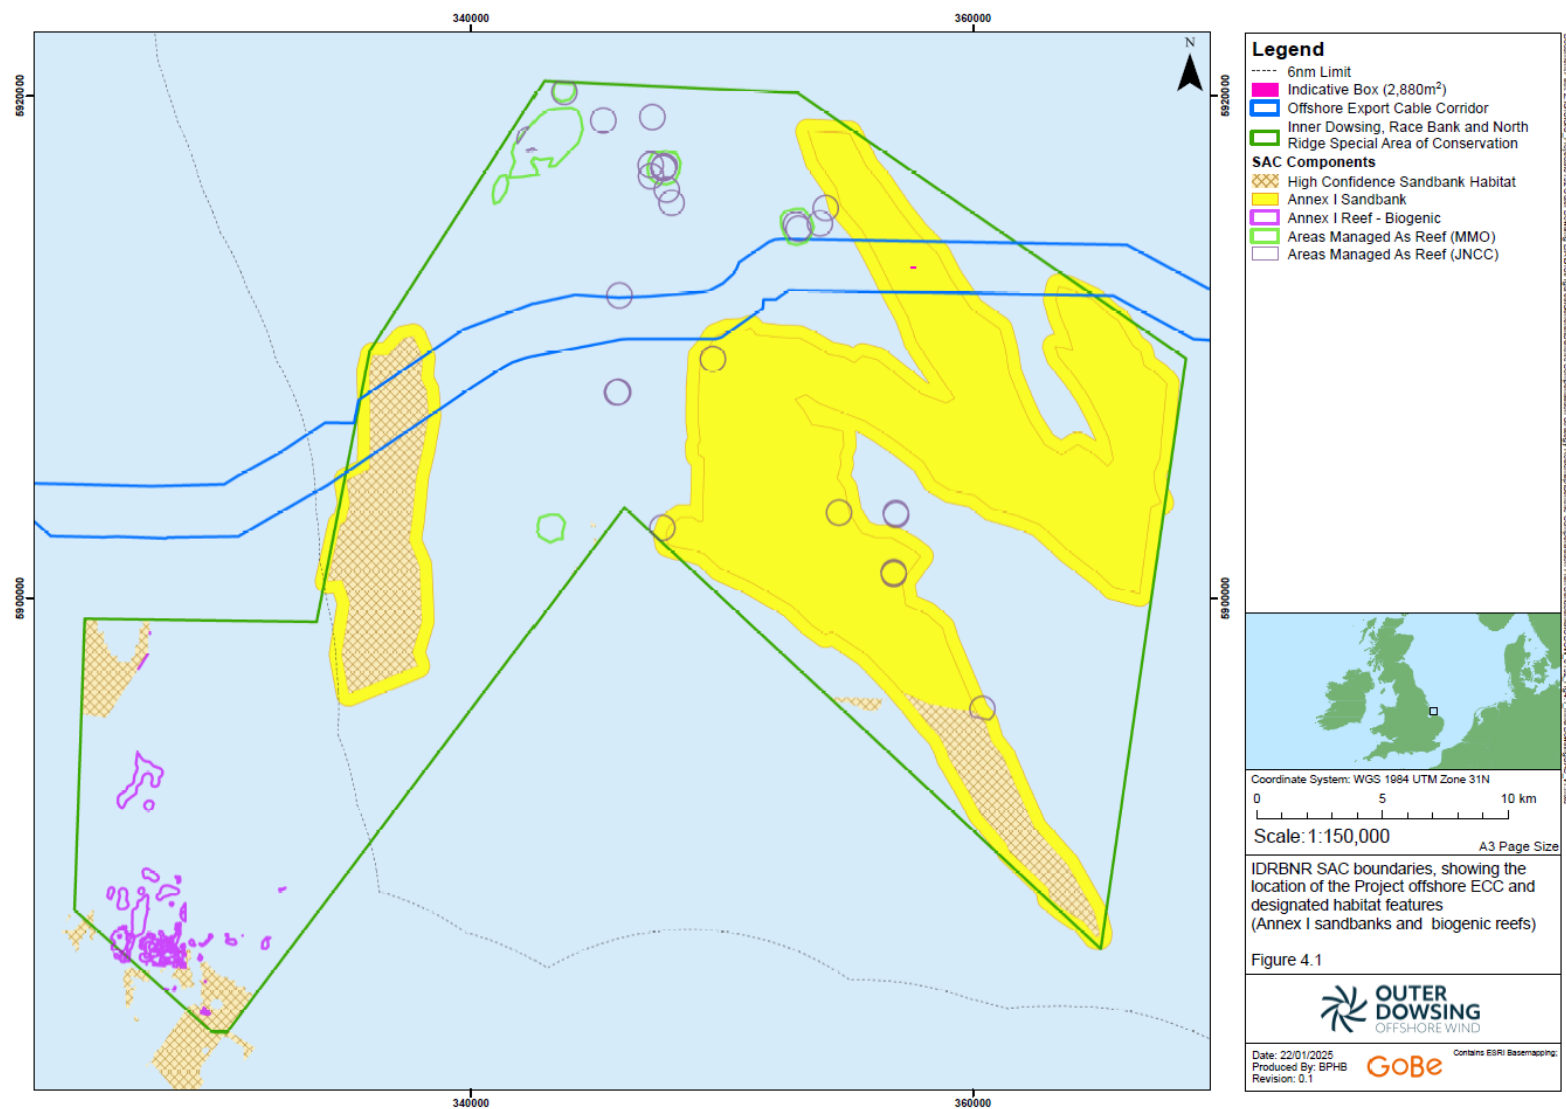 340000
360000
5920000
5920000
5900000
5900000
340000
360000
N
Legend
6nm Limit
Indicative Box (2,880m²)
Offshore Export Cable Corridor
Inner Dowsing, Race Bank and North
Ridge Special Area of Conservation
SAC Components
High Confidence Sandbank Habitat
Annex I Sandbank
Annex I Reef - Biogenic
Areas Managed As Reef (MMO)
Areas Managed As Reef (JNCC)
Coordinate System: WGS 1984 UTM Zone 31N
0 5 10 km
Scale: 1:150,000
A3 Page Size
IDRBNR SAC boundaries, showing the
location of the Project offshore ECC and
designated habitat features
(Annex I sandbanks and biogenic reefs)
Figure 4.1
OUTER
DOWSING
OFFSHORE WIND
Date: 22/01/2025
Produced By: BPHB
Revision: 0.1
GoBe
Contains ESRI Basemapping;